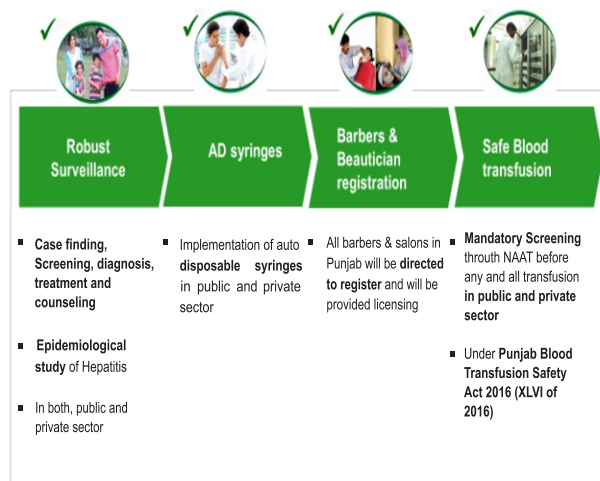 Robust
Surveillance
AD syringes
Barbers &
Beautician
registration
Safe Blood
transfusion
Case finding,
Screening, diagnosis,
treatment and
counseling
Epidemiological
study of Hepatitis
In both, public and
private sector
Implementation of auto
disposable syringes
in public and private
sector
All barbers & salons in
Punjab will be directed
to register and will be
provided licensing
Mandatory Screening
throuth NAAT before
any and all transfusion
in public and private
sector
Under Punjab Blood
Transfusion Safety
Act 2016 (XLVI of
2016)